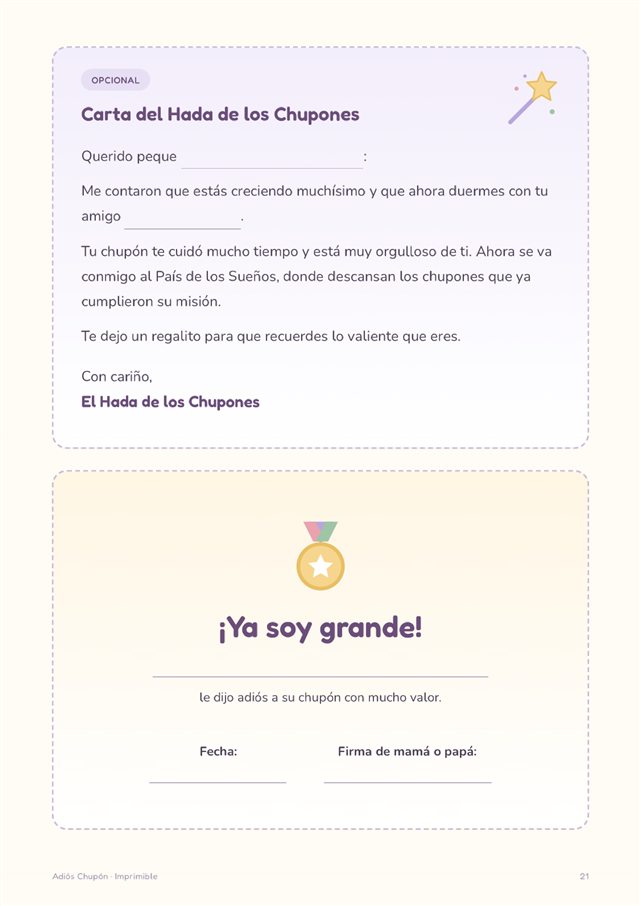 OPCIONAL
Carta del Hada de los Chupones
Querido peque ______________________:
Me contaron que estás creciendo muchísimo y que ahora duermes con tu
amigo ______________.
Tu chupón te cuidó mucho tiempo y está muy orgulloso de ti. Ahora se va
conmigo al País de los Sueños, donde descansan los chupones que ya
cumplieron su misión.
Te dejo un regalito para que recuerdes lo valiente que eres.
Con cariño,
El Hada de los Chupones
¡Ya soy grande!
le dijo adiós a su chupón con mucho valor.
Fecha: Firma de mamá o papá:
Adiós Chupón · Imprimible 21